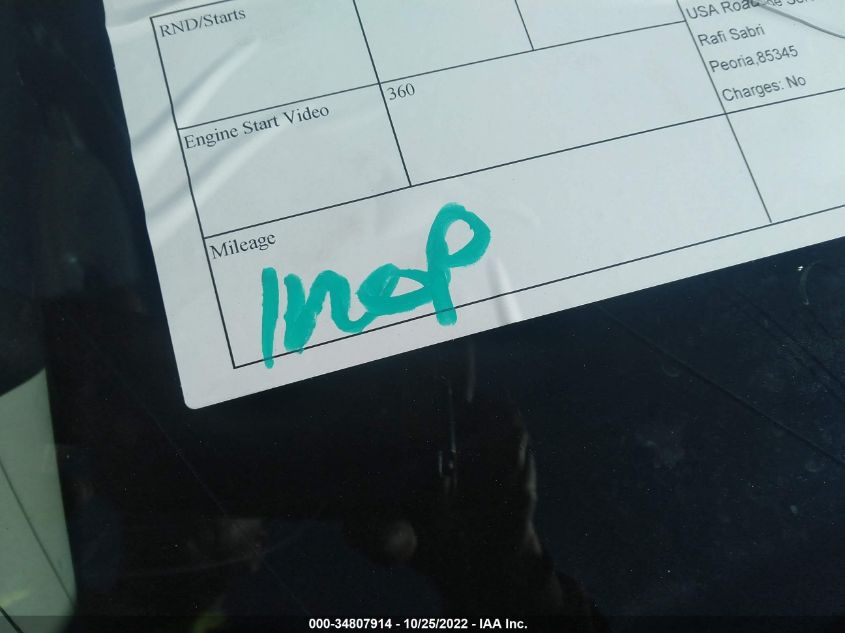 RND/Starts
USA Roadside
Rafi Sabri
Peoria,85345
Charges: No
Engine Start Video
360
Mileage
Inop
000-34807914 - 10/25/2022 - IAA Inc.